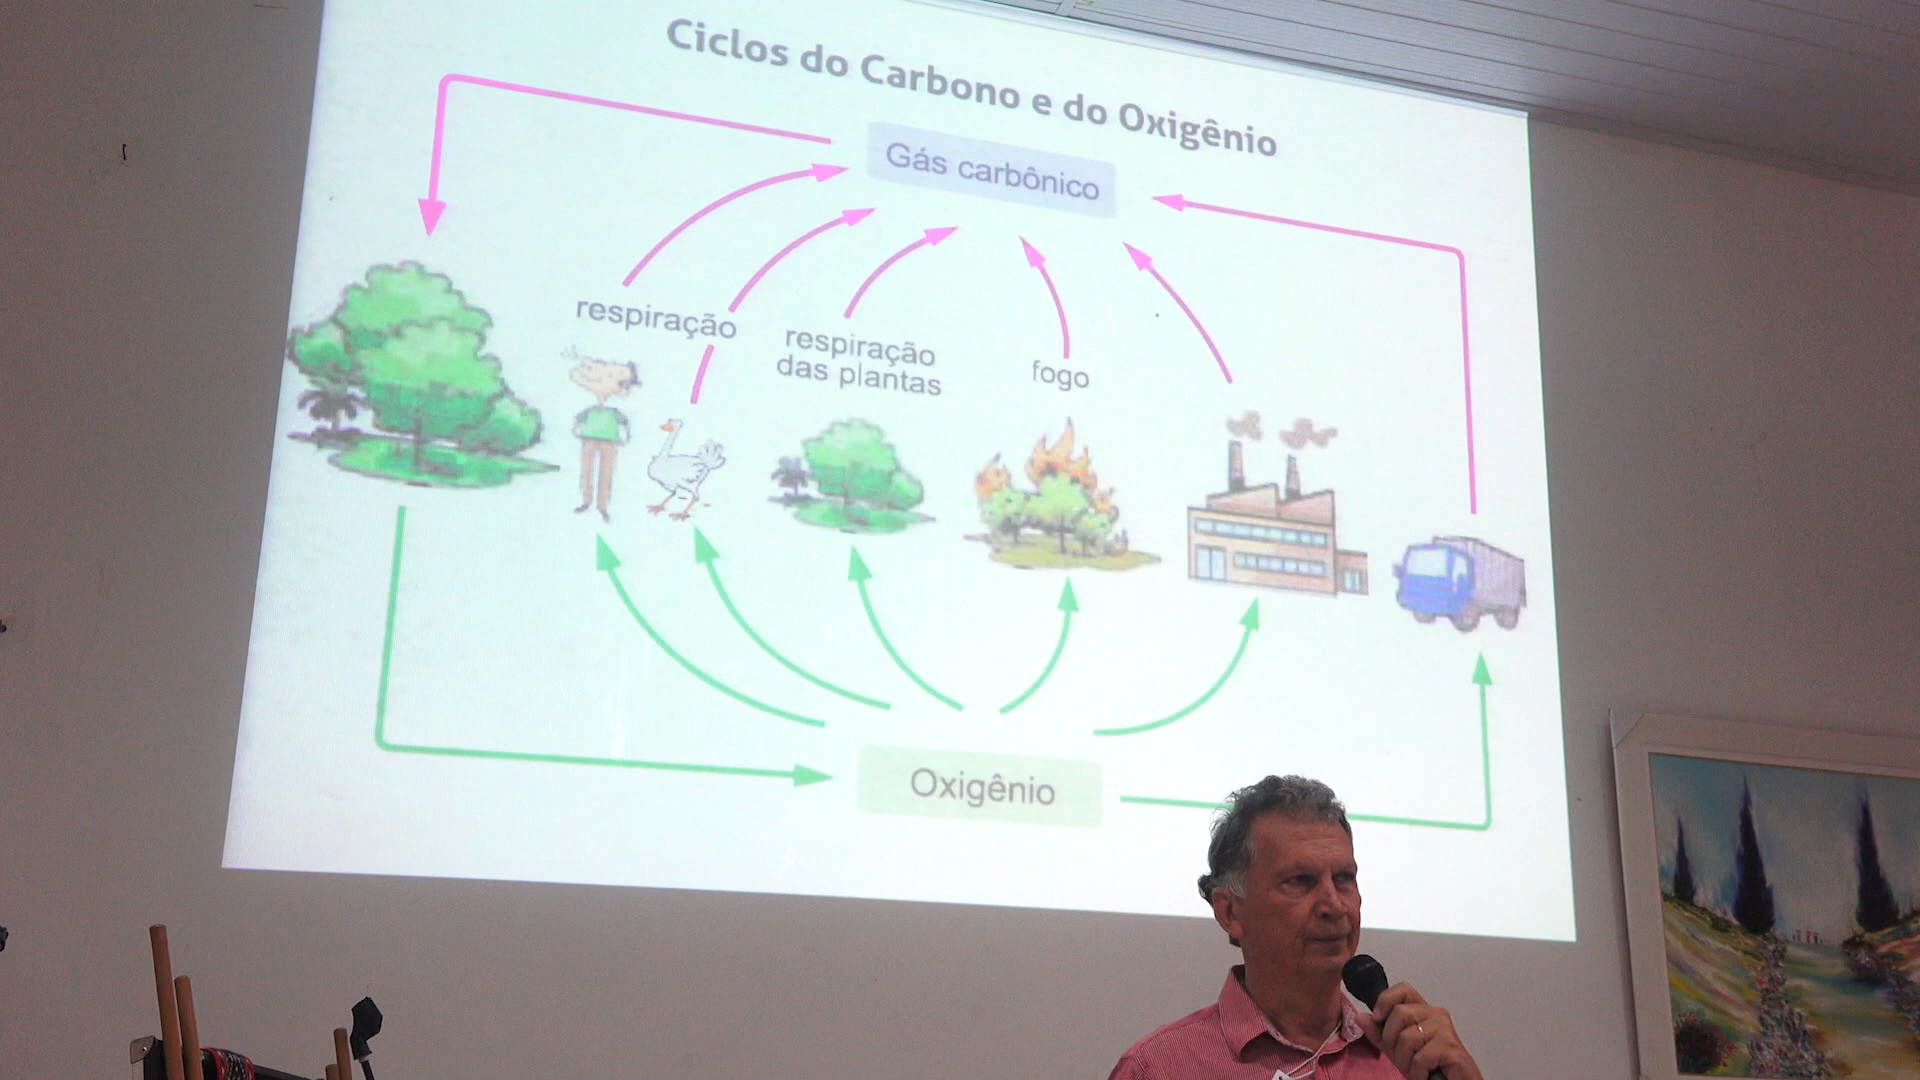 Ciclos do Carbono e do Oxigênio
Gás carbônico
respiração
respiração
das plantas
fogo
Oxigênio